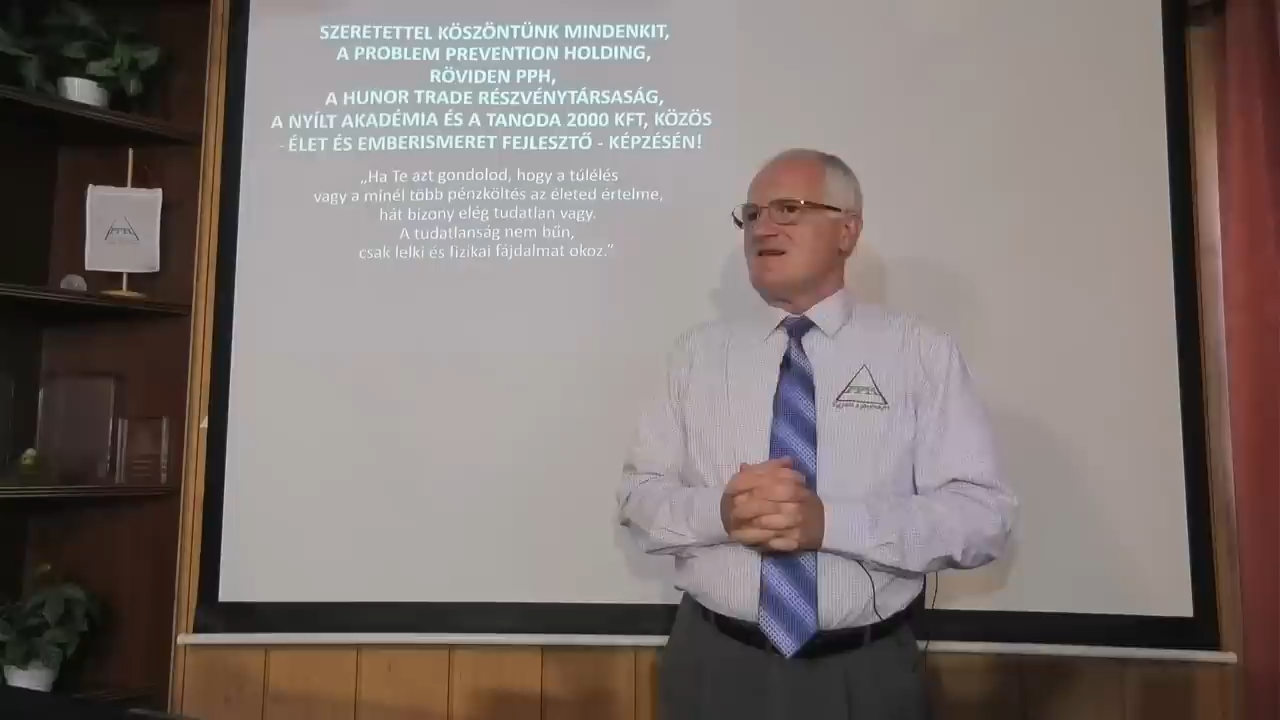 SZERETETTEL KÖSZÖNTÜNK MINDENKIT,
A PROBLEM PREVENTION HOLDING,
RÖVIDEN PPH,
A HUNOR TRADE RÉSZVÉNYTÁRSASÁG,
A NYÍLT AKADÉMIA ÉS A TANODA 2000 KFT, KÖZÖS
- ÉLET ÉS EMBERISMERET FEJLESZTŐ - KÉPZÉSÉN!
„Ha Te azt gondolod, hogy a túlélés
vagy a minél több pénzköltés az életed értelme,
hát bizony elég tudatlan vagy.
A tudatlanság nem bűn,
csak lelki és fizikai fájdalmat okoz.”
PPH